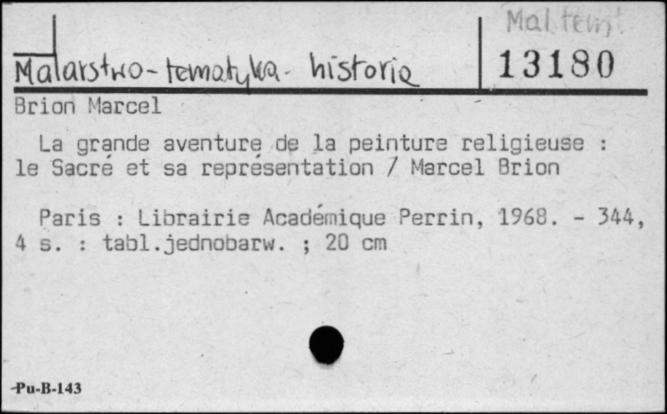 Mal. temat.
Malarstwo - tematyka - historia
13180
Brion Marcel
La grande aventure de la peinture religieuse :
le Sacré et sa représentation / Marcel Brion
Paris : Librairie Académique Perrin, 1968. - 344,
4 s. : tabl.jednobarw. ; 20 cm
Pu-B-143